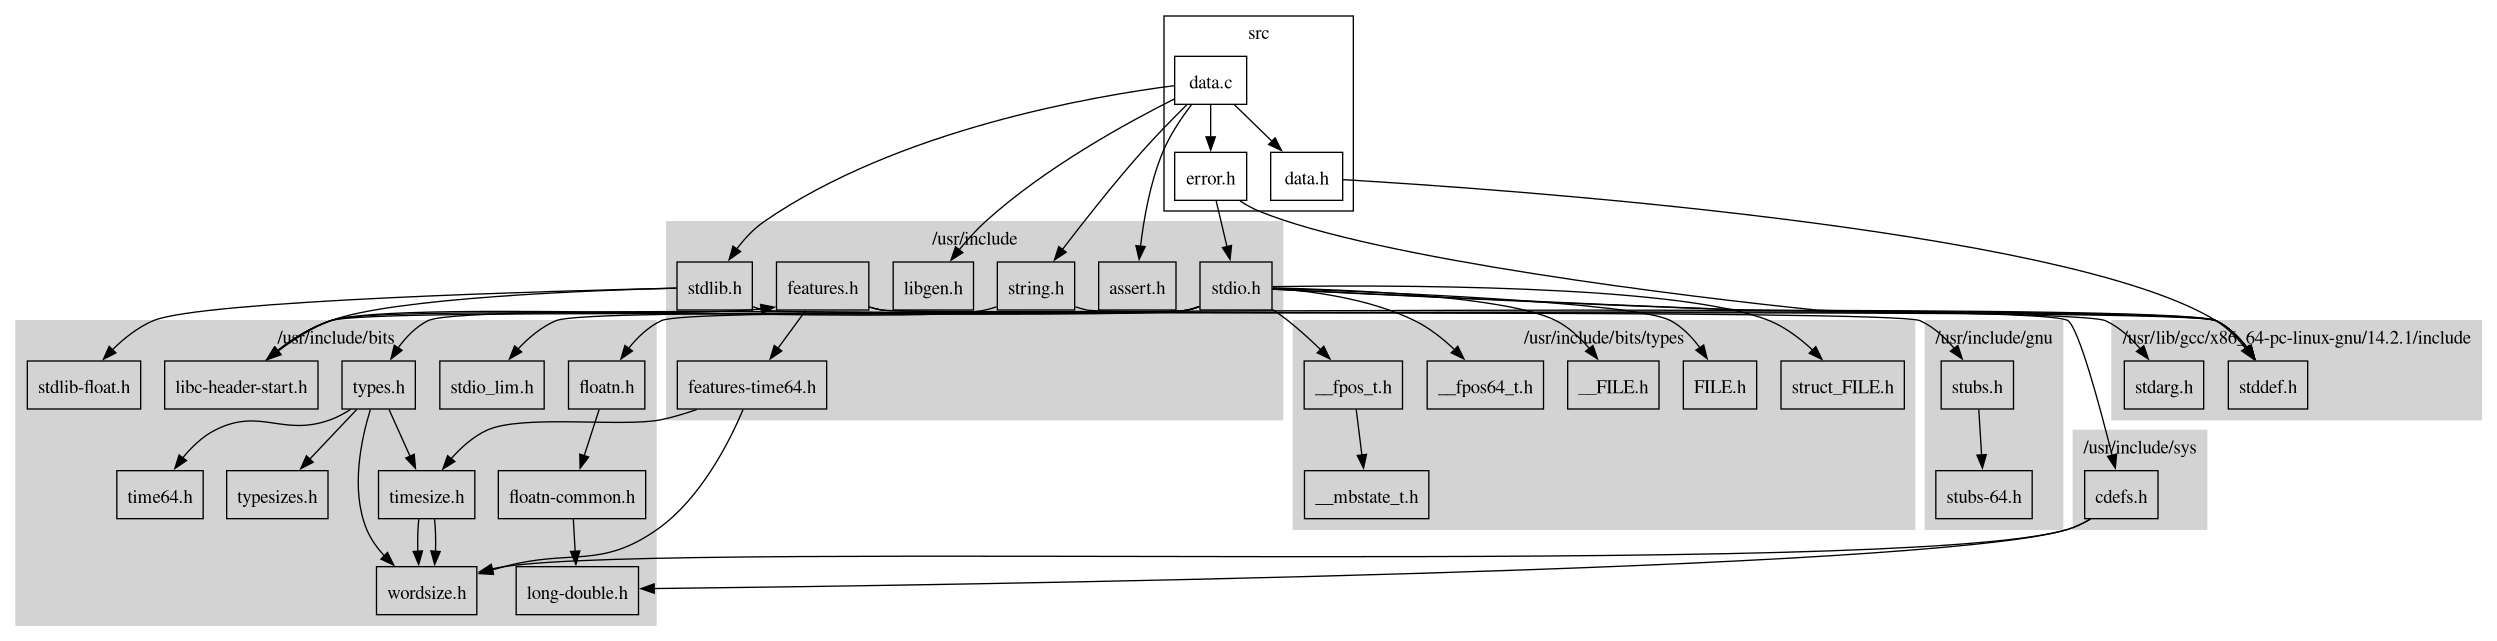 src
data.c
error.h
data.h
/usr/include
stdlib.h
features.h
libgen.h
string.h
assert.h
stdio.h
/usr/include/bits
/usr/include/bits/types
/usr/include/gnu
/usr/lib/gcc/x86_64-pc-linux-gnu/14.2.1/include
stdlib-float.h
libc-header-start.h
types.h
stdio_lim.h
floatn.h
features-time64.h
__fpos_t.h
__fpos64_t.h
__FILE.h
FILE.h
struct_FILE.h
stubs.h
stdarg.h
stddef.h
/usr/include/sys
time64.h
typesizes.h
timesize.h
floatn-common.h
__mbstate_t.h
stubs-64.h
cdefs.h
wordsize.h
long-double.h